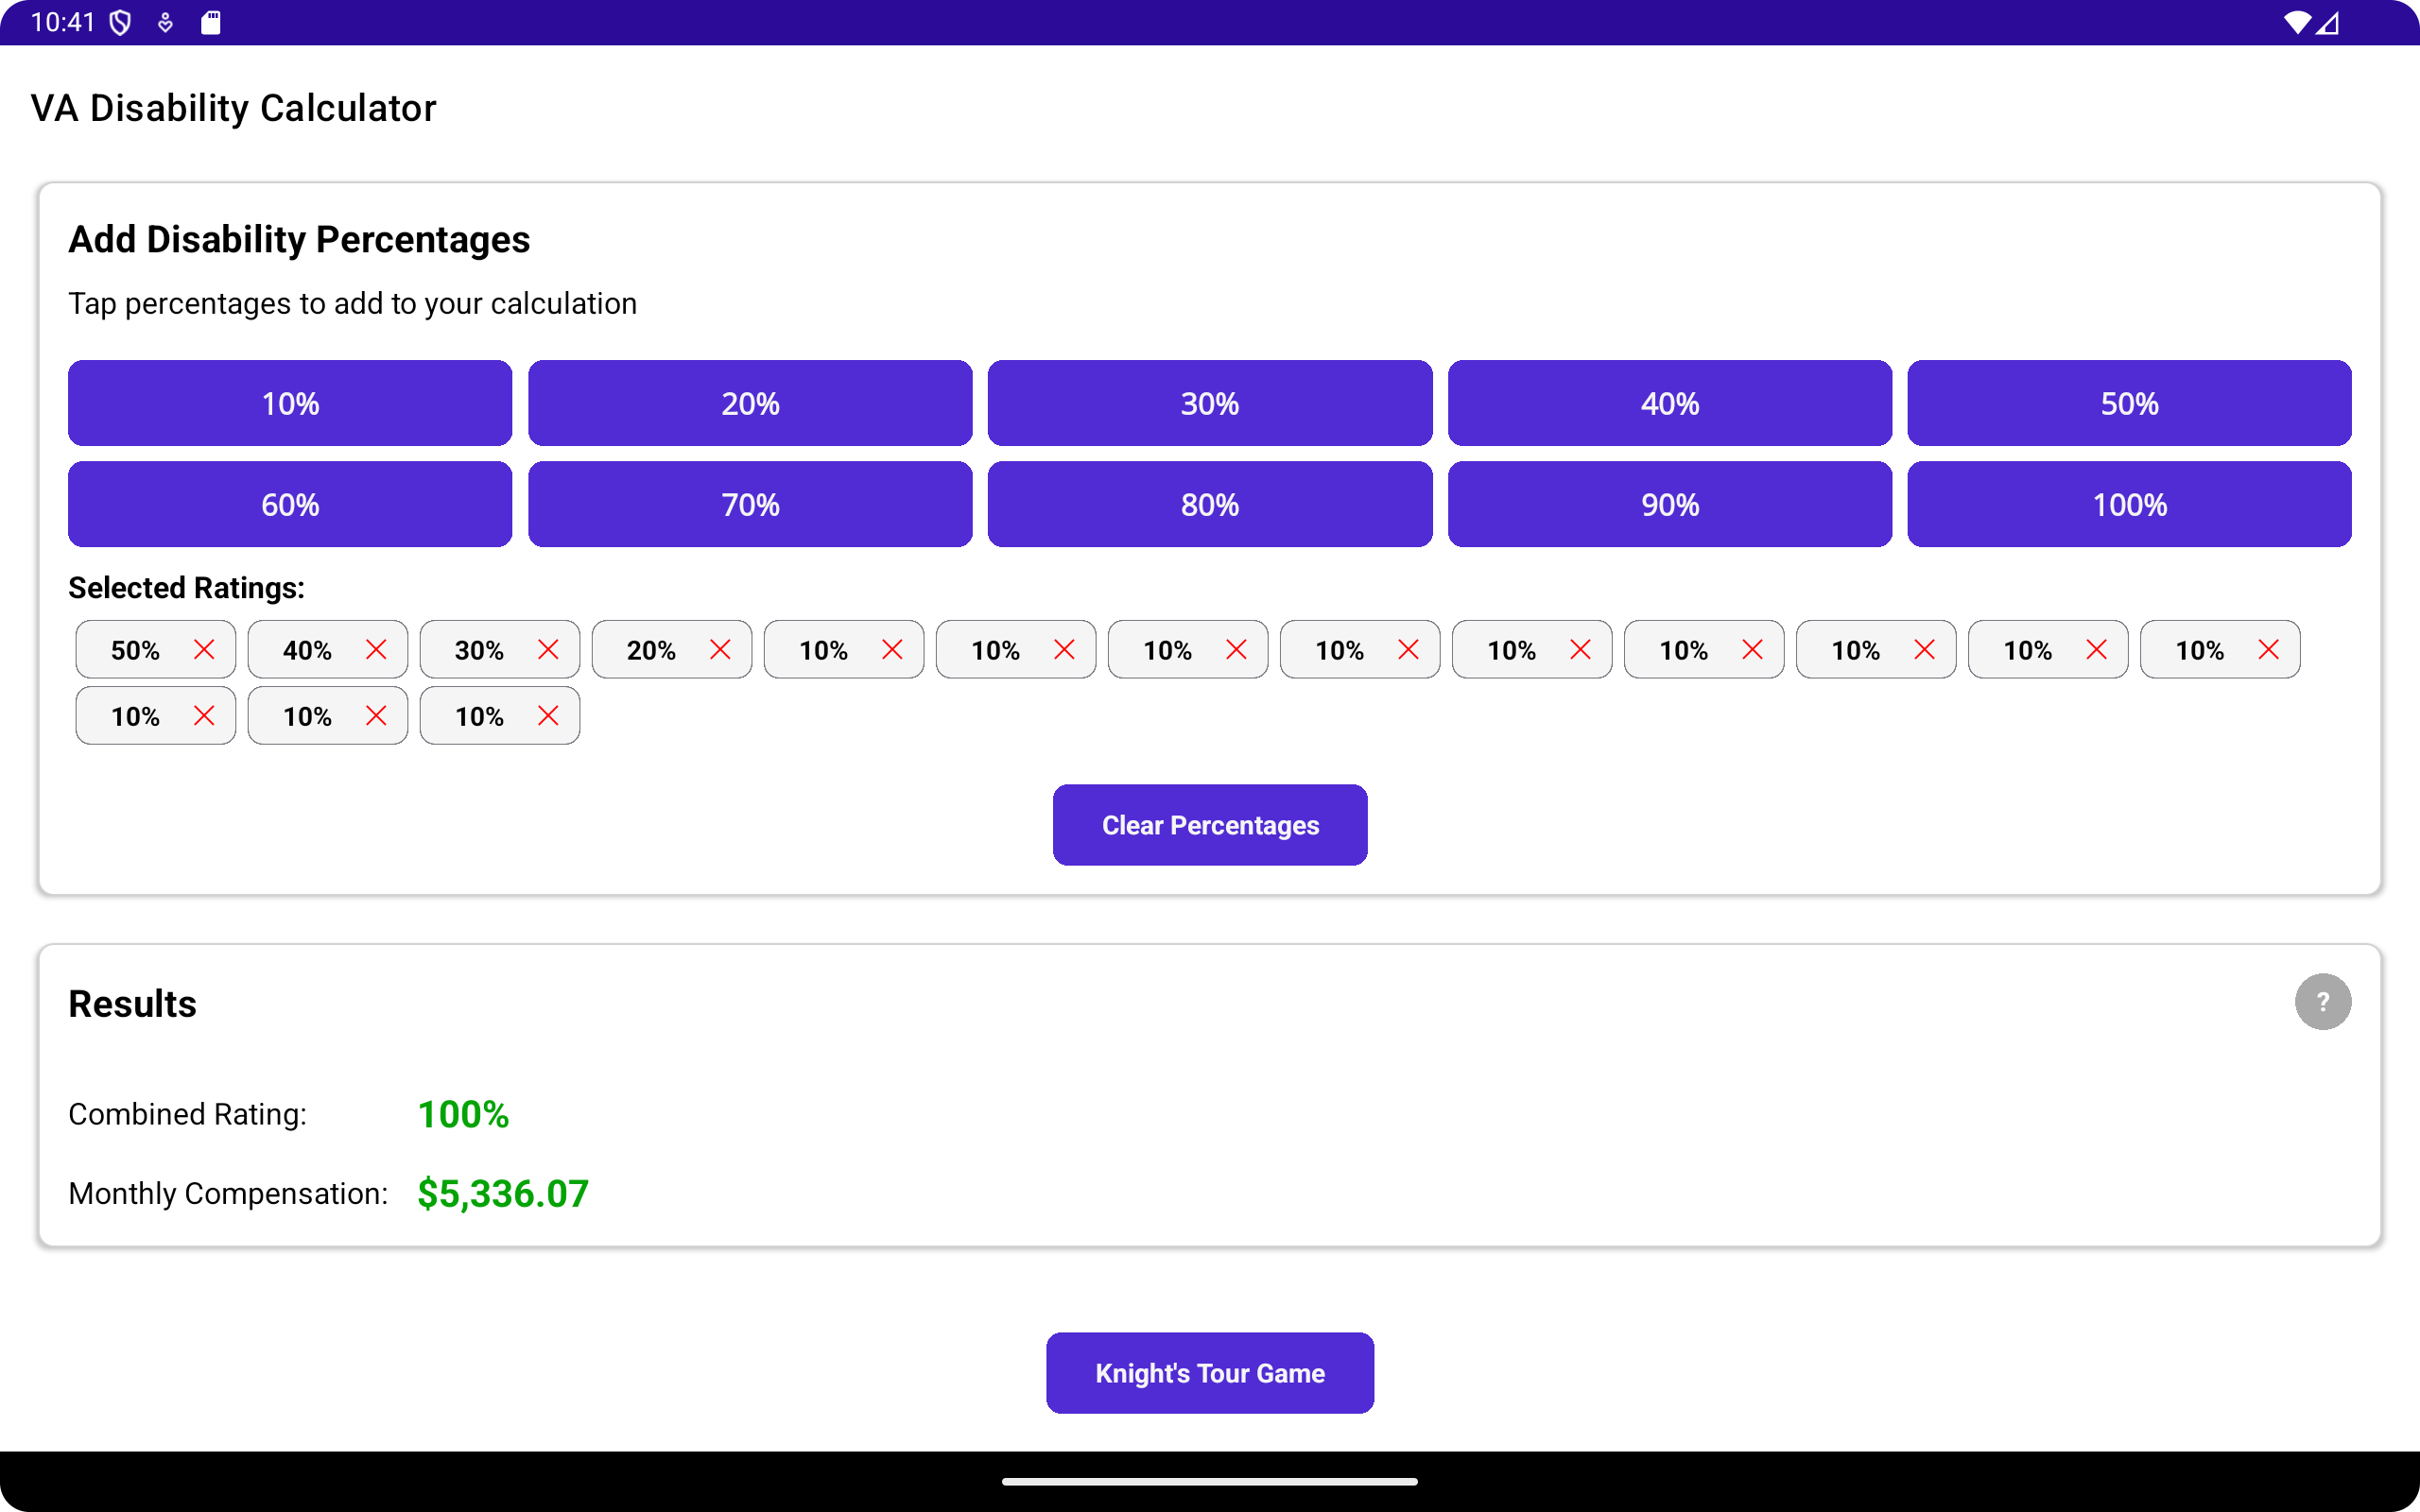 10:41
VA Disability Calculator
Add Disability Percentages
Tap percentages to add to your calculation
10% 20% 30% 40% 50%
60% 70% 80% 90% 100%
Selected Ratings:
50% 40% 30% 20% 10% 10% 10% 10% 10% 10% 10% 10% 10%
10% 10% 10%
Clear Percentages
Results
?
Combined Rating: 100%
Monthly Compensation: $5,336.07
Knight's Tour Game